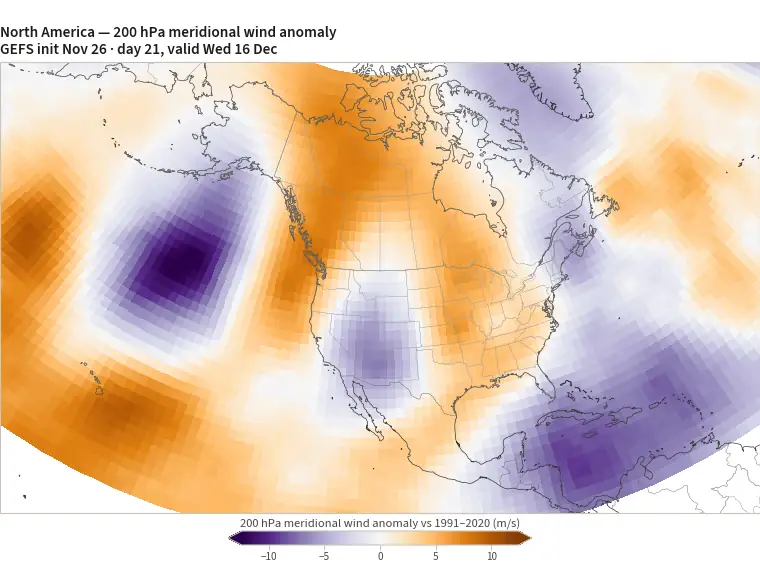 North America — 200 hPa meridional wind anomaly
GEFS init Nov 26 · day 21, valid Wed 16 Dec
200 hPa meridional wind anomaly vs 1991–2020 (m/s)
−10 −5 0 5 10